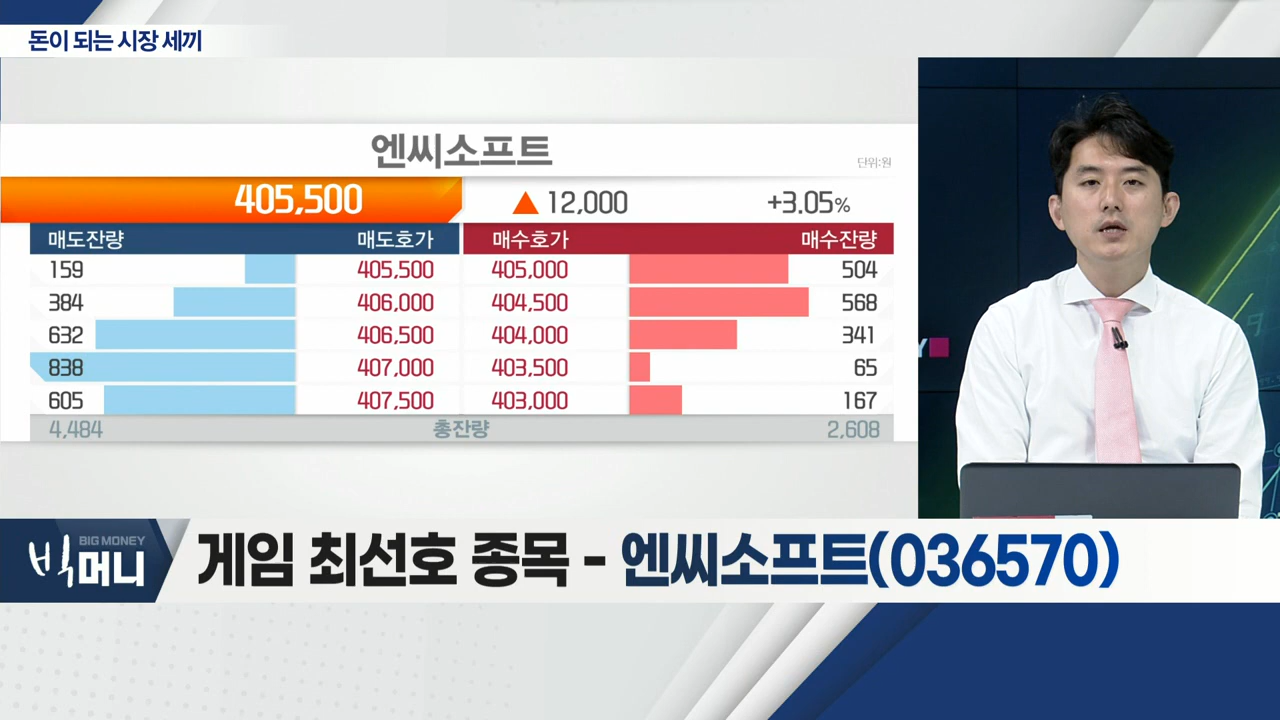 돈이 되는 시장 세끼
엔씨소프트
단위:원
405,500 ▲ 12,000 +3.05%
매도잔량 매도호가 매수호가 매수잔량
159 405,500 405,000 504
384 406,000 404,500 568
632 406,500 404,000 341
838 407,000 403,500 65
605 407,500 403,000 167
4,484 총잔량 2,608
Y
9
BIG MONEY
빅머니
게임 최선호 종목 - 엔씨소프트(036570)